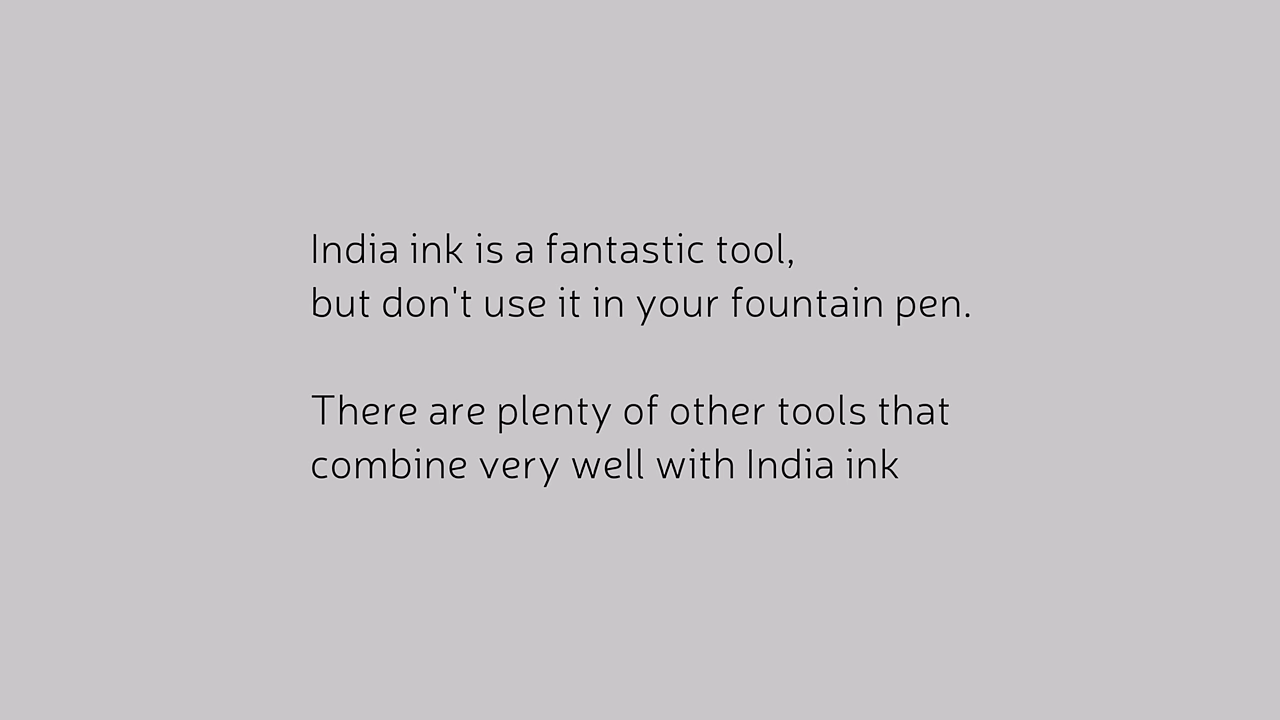 India ink is a fantastic tool,
but don't use it in your fountain pen.
There are plenty of other tools that
combine very well with India ink